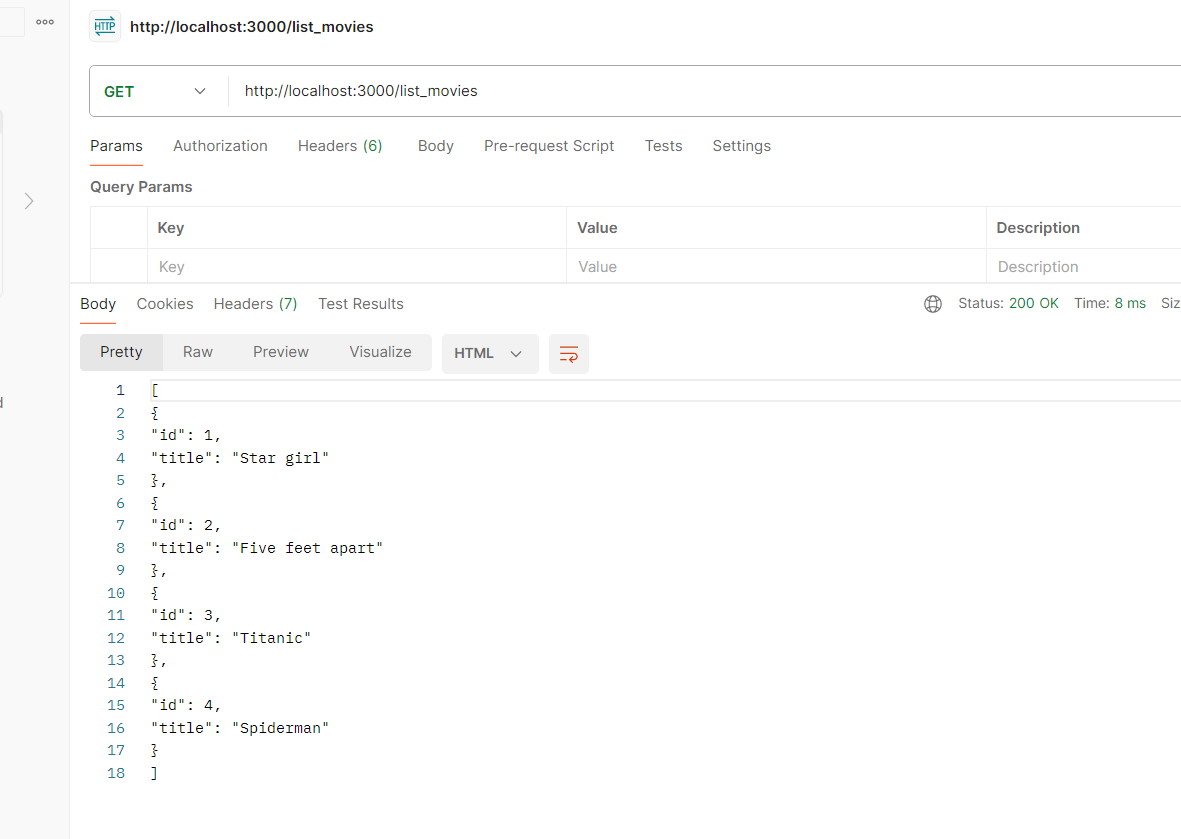 HTTP http://localhost:3000/list_movies
GET http://localhost:3000/list_movies
Params Authorization Headers (6) Body Pre-request Script Tests Settings
Query Params
Key Value Description
Key Value Description
Body Cookies Headers (7) Test Results Status: 200 OK Time: 8 ms Siz
Pretty Raw Preview Visualize HTML
1 [
2 {
3 "id": 1,
4 "title": "Star girl"
5 },
6 {
7 "id": 2,
8 "title": "Five feet apart"
9 },
10 {
11 "id": 3,
12 "title": "Titanic"
13 },
14 {
15 "id": 4,
16 "title": "Spiderman"
17 }
18 ]